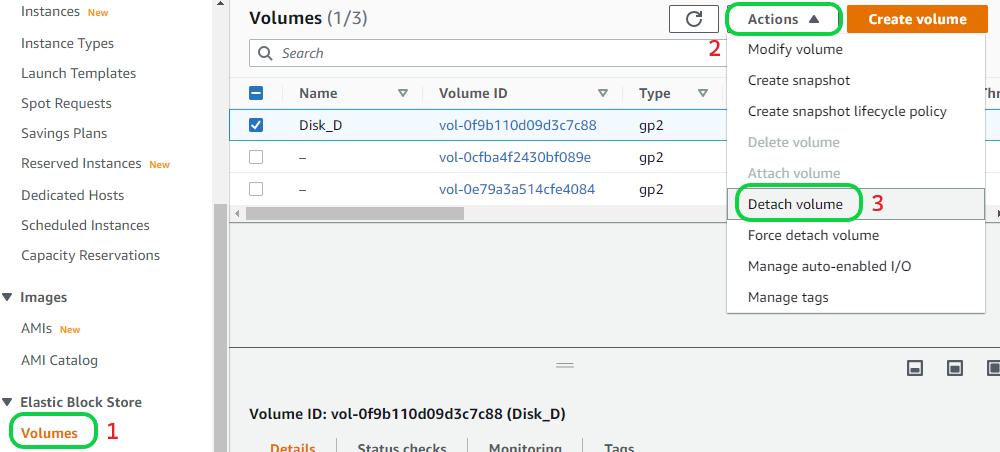 Instances New
Instance Types
Launch Templates
Spot Requests
Savings Plans
Reserved Instances New
Dedicated Hosts
Scheduled Instances
Capacity Reservations
Images
AMIs New
AMI Catalog
Elastic Block Store
Volumes 1
Volumes (1/3)
Actions
Create volume
2
Search
Name Volume ID Type Thr
Disk_D vol-0f9b110d09d3c7c88 gp2
– vol-0cfba4f2430bf089e gp2
– vol-0e79a3a514cfe4084 gp2
Modify volume
Create snapshot
Create snapshot lifecycle policy
Delete volume
Attach volume
Detach volume 3
Force detach volume
Manage auto-enabled I/O
Manage tags
Volume ID: vol-0f9b110d09d3c7c88 (Disk_D)
Details Status checks Monitoring Tags